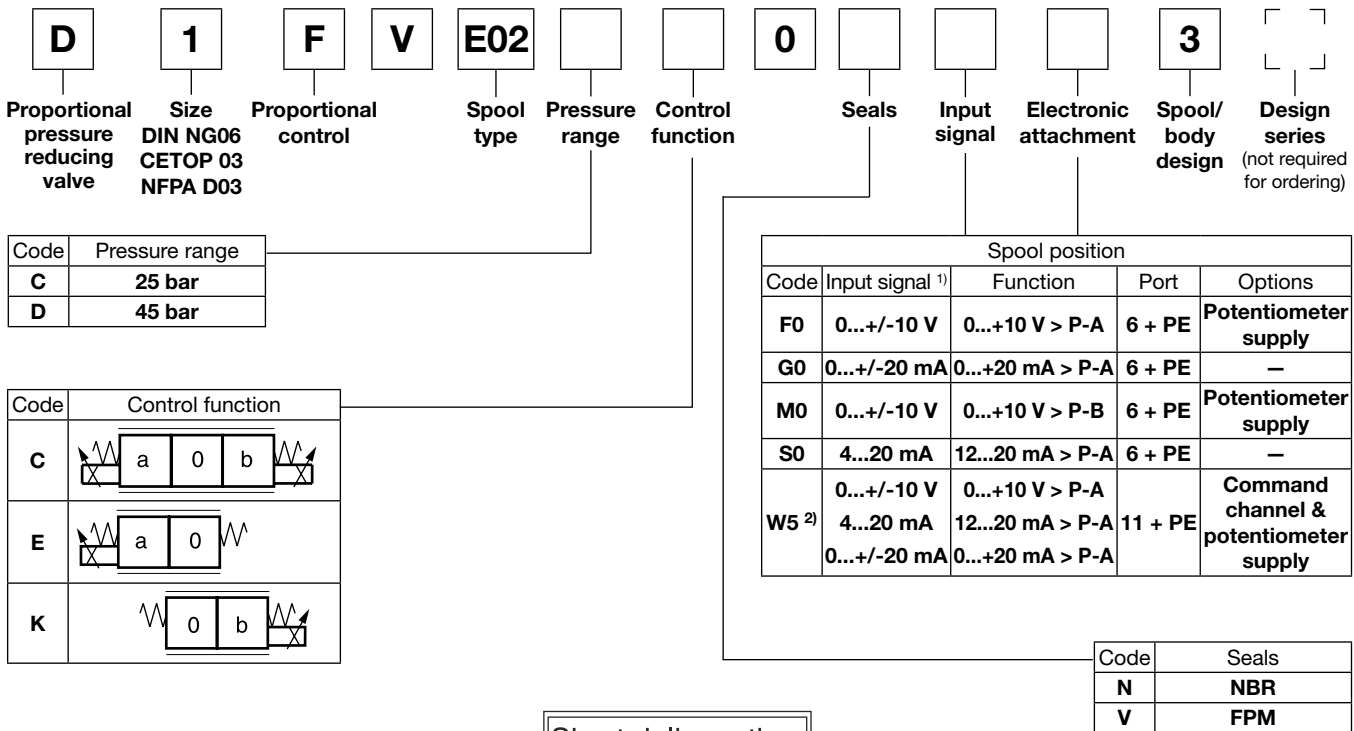 D 1 F V E02 0 3
Proportional pressure reducing valve
Size DIN NG06 CETOP 03 NFPA D03
Proportional control
Spool type
Pressure range
Control function
Seals
Input signal
Electronic attachment
Spool/ body design
Design series (not required for ordering)
Code Pressure range
C 25 bar
D 45 bar
Code Control function
C a 0 b
E a 0
K 0 b
Spool position
Code Input signal 1) Function Port Options
F0 0...+/-10 V 0...+10 V > P-A 6 + PE Potentiometer supply
G0 0...+/-20 mA 0...+20 mA > P-A 6 + PE —
M0 0...+/-10 V 0...+10 V > P-B 6 + PE Potentiometer supply
S0 4...20 mA 12...20 mA > P-A 6 + PE —
W5 2) 0...+/-10 V 0...+10 V > P-A
4...20 mA 12...20 mA > P-A 11 + PE Command channel & potentiometer supply
0...+/-20 mA 0...+20 mA > P-A
Code Seals
N NBR
V FPM